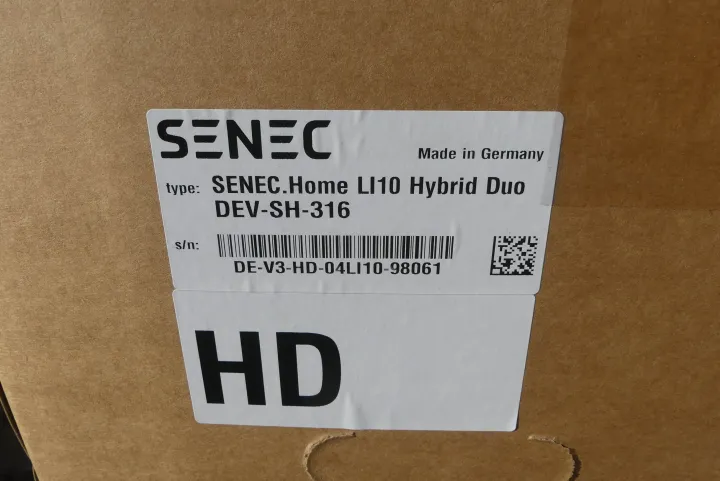 SENEC
Made in Germany
type: SENEC.Home LI10 Hybrid Duo
DEV-SH-316
s/n:
DE-V3-HD-04LI10-98061
HD